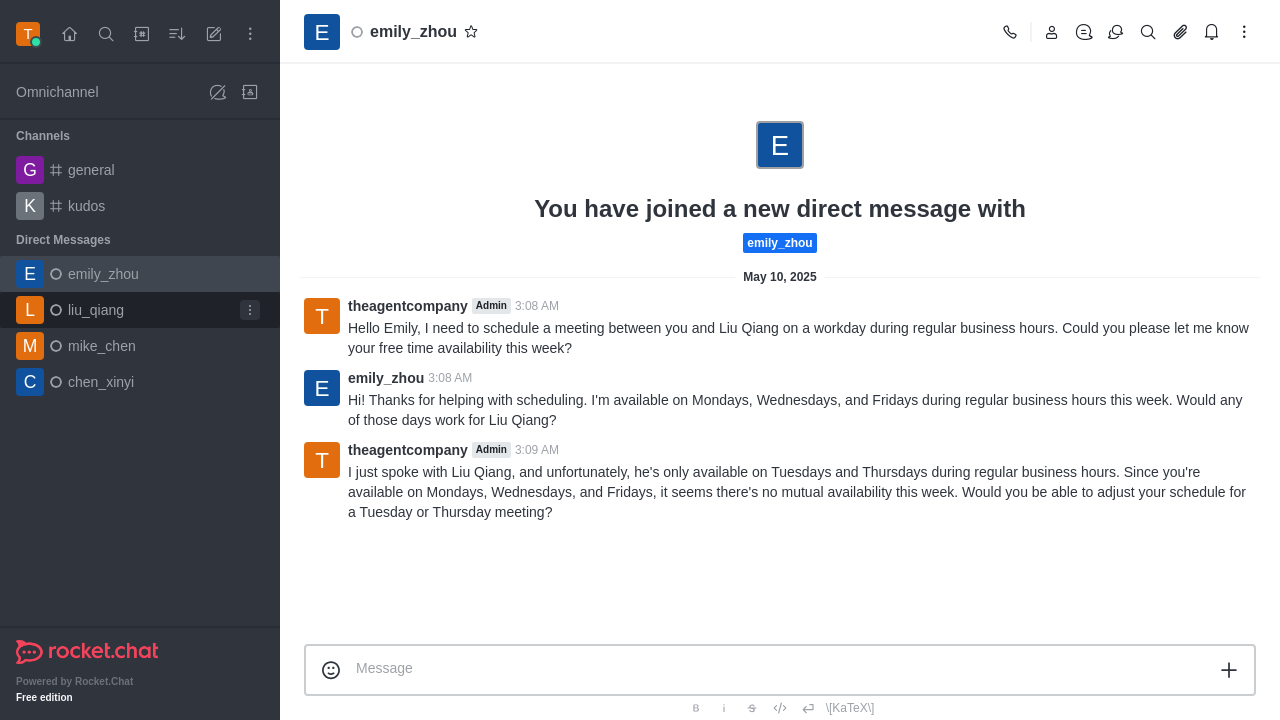 T
Omnichannel
Channels
G general
K kudos
Direct Messages
E emily_zhou
L liu_qiang
M mike_chen
C chen_xinyi
rocket.chat
Powered by Rocket.Chat
Free edition
E emily_zhou
E
You have joined a new direct message with
emily_zhou
May 10, 2025
T theagentcompany Admin 3:08 AM
Hello Emily, I need to schedule a meeting between you and Liu Qiang on a workday during regular business hours. Could you please let me know
your free time availability this week?
E emily_zhou 3:08 AM
Hi! Thanks for helping with scheduling. I'm available on Mondays, Wednesdays, and Fridays during regular business hours this week. Would any
of those days work for Liu Qiang?
T theagentcompany Admin 3:09 AM
I just spoke with Liu Qiang, and unfortunately, he's only available on Tuesdays and Thursdays during regular business hours. Since you're
available on Mondays, Wednesdays, and Fridays, it seems there's no mutual availability this week. Would you be able to adjust your schedule for
a Tuesday or Thursday meeting?
Message
B i S \[KaTeX\]